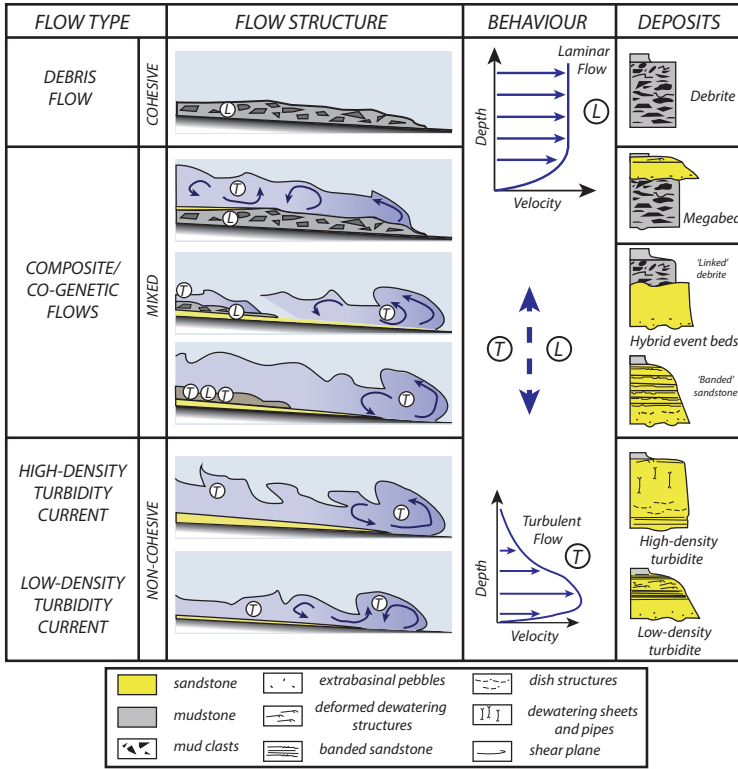 FLOW TYPE
FLOW STRUCTURE
BEHAVIOUR
DEPOSITS
DEBRIS
FLOW
COHESIVE
L
Laminar
Flow
L
Depth
Velocity
Debrite
COMPOSITE/
CO-GENETIC
FLOWS
MIXED
T
L
T
L
T
T L T
T
T
L
Megabed
'Linked'
debrite
Hybrid event beds
'Banded'
sandstone
HIGH-DENSITY
TURBIDITY
CURRENT
LOW-DENSITY
TURBIDITY
CURRENT
NON-COHESIVE
T
T
T
T
Turbulent
Flow
T
Depth
Velocity
High-density
turbidite
Low-density
turbidite
sandstone
extrabasinal pebbles
dish structures
mudstone
deformed dewatering
structures
dewatering sheets
and pipes
mud clasts
banded sandstone
shear plane